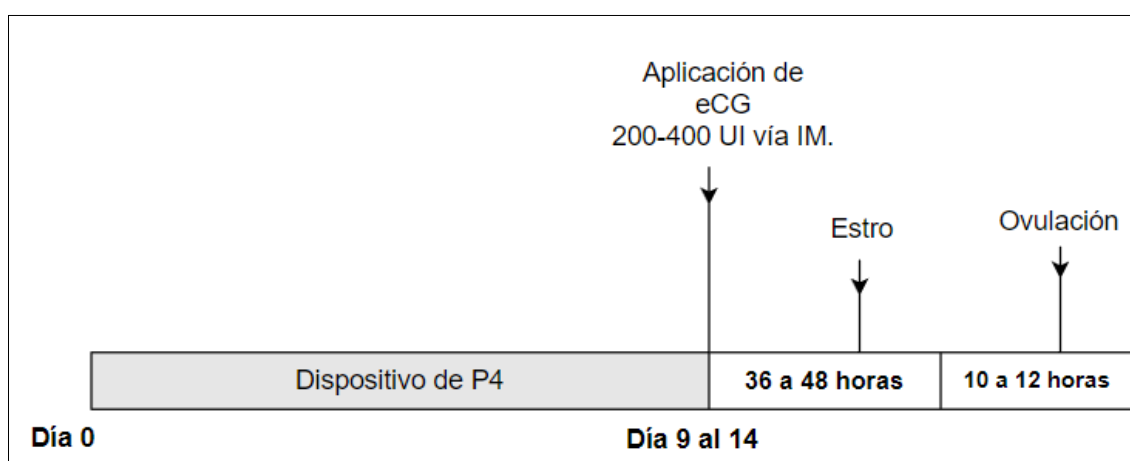 Aplicación de
eCG
200-400 UI vía IM.
Estro
Ovulación
Dispositivo de P4
36 a 48 horas
10 a 12 horas
Día 0
Día 9 al 14